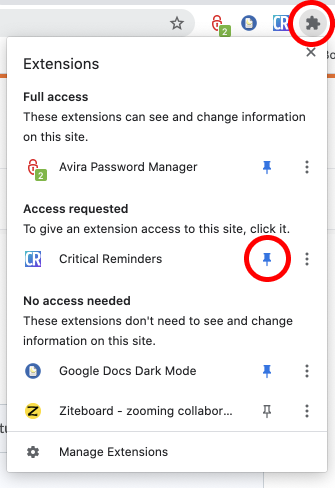 2
CR
Bo
Extensions
Full access
These extensions can see and change information
on this site.
2
Avira Password Manager
Access requested
To give an extension access to this site, click it.
CR
Critical Reminders
No access needed
These extensions don't need to see and change
information on this site.
Google Docs Dark Mode
Z
Ziteboard - zooming collabor...
tu
Manage Extensions